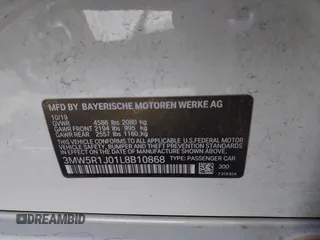 MFD BY BAYERISCHE MOTOREN WERKE AG
10/19
GVWR 4586 lbs 2080 kg
GAWR FRONT 2194 lbs 995 kg
GAWR REAR 2557 lbs 1160 kg
THIS VEHICLE CONFORMS TO ALL APPLICABLE U.S. FEDERAL MOTOR
VEHICLE SAFETY, BUMPER AND THEFT PREVENTION STANDARDS IN
EFFECT ON THE DATE OF MANUFACTURE SHOWN ABOVE.
3MW5R1J01L8B10868 TYPE: PASSENGER CAR
300
DREAMBID
DREAMBID.COM